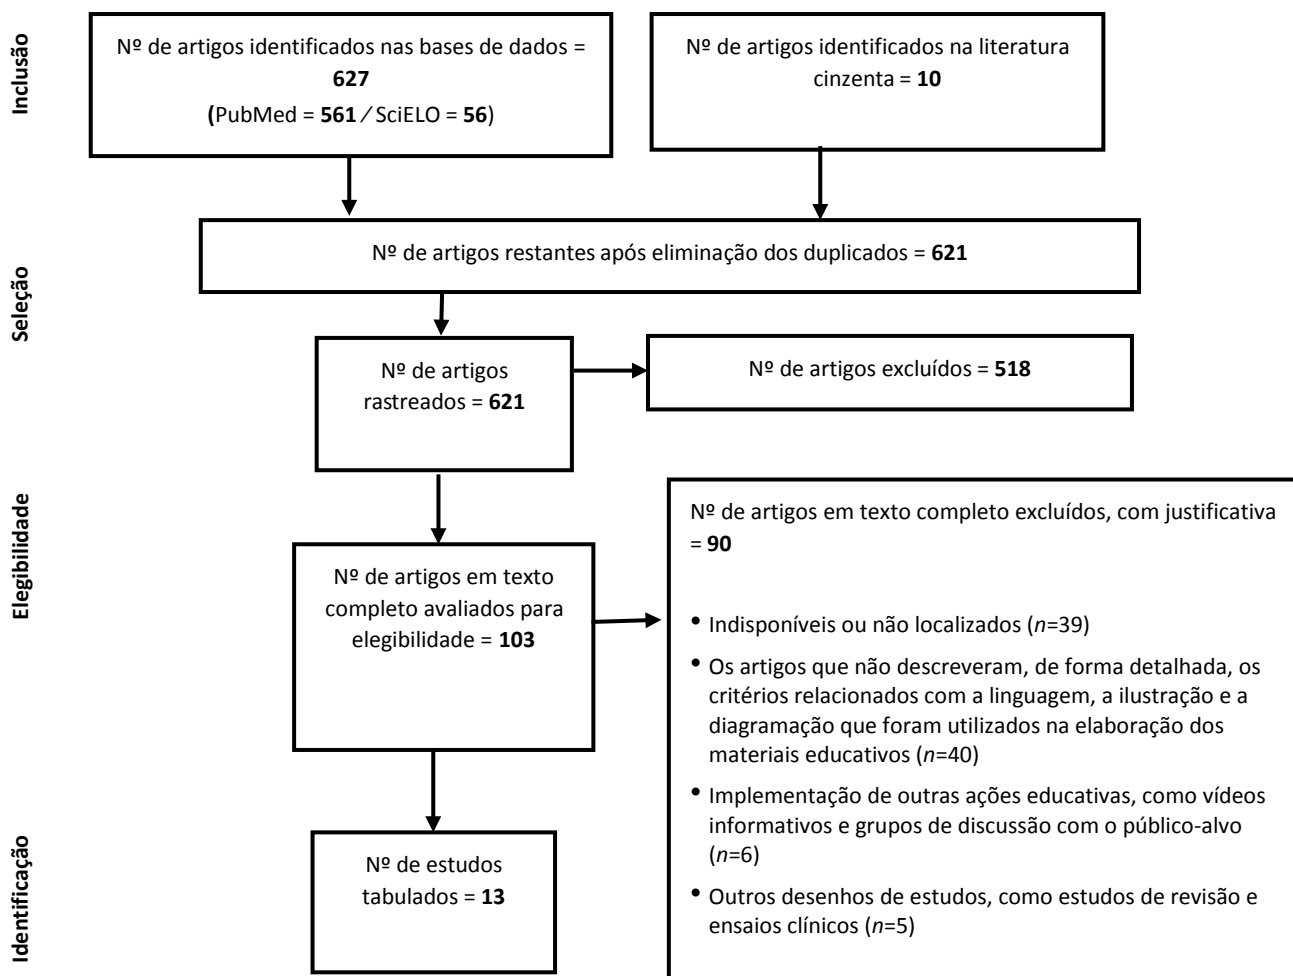 Inclusão
Nº de artigos identificados nas bases de dados =
627
(PubMed = 561 ∕ SciELO = 56)
Nº de artigos identificados na literatura
cinzenta = 10
Seleção
Nº de artigos restantes após eliminação dos duplicados = 621
Nº de artigos
rastreados = 621
Nº de artigos excluídos = 518
Elegibilidade
Nº de artigos em texto
completo avaliados para
elegibilidade = 103
Nº de artigos em texto completo excluídos, com justificativa
= 90
• Indisponíveis ou não localizados (n=39)
• Os artigos que não descreveram, de forma detalhada, os
critérios relacionados com a linguagem, a ilustração e a
diagramação que foram utilizados na elaboração dos
materiais educativos (n=40)
• Implementação de outras ações educativas, como vídeos
informativos e grupos de discussão com o público-alvo
(n=6)
• Outros desenhos de estudos, como estudos de revisão e
ensaios clínicos (n=5)
Identificação
Nº de estudos
tabulados = 13